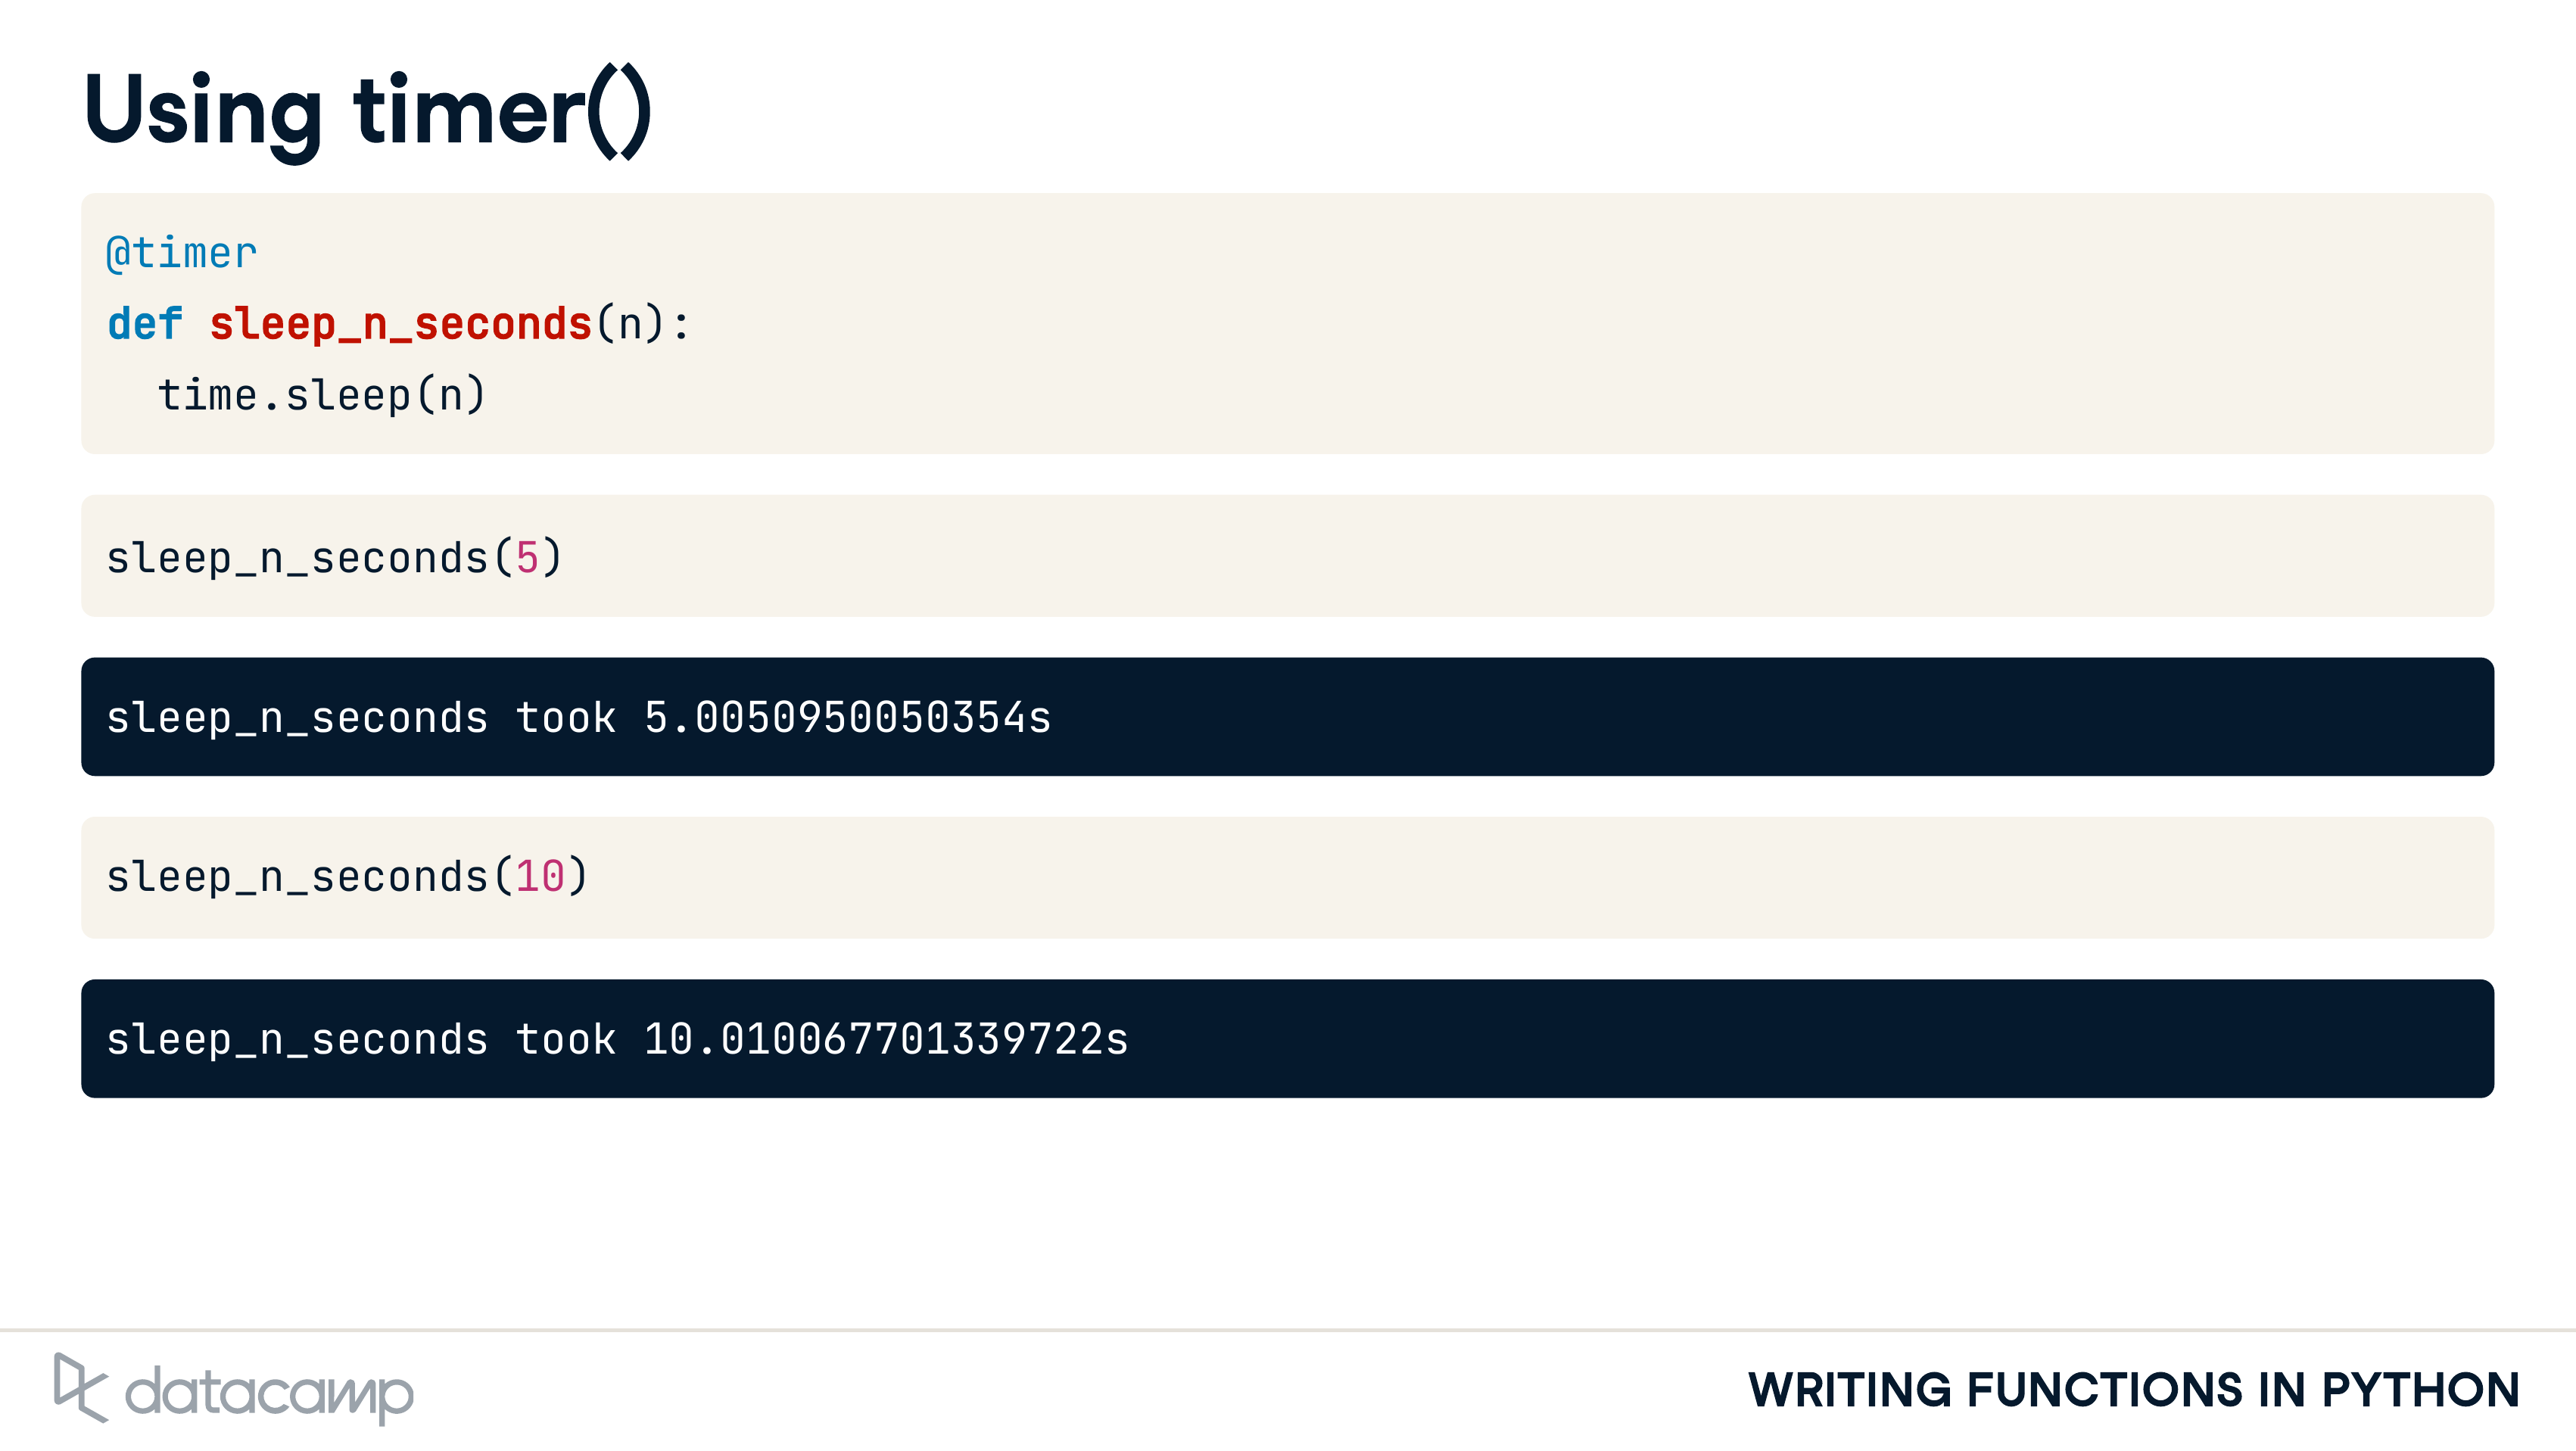 Using timer()
@timer
def sleep_n_seconds(n):
  time.sleep(n)
sleep_n_seconds(5)
sleep_n_seconds took 5.0050950050354s
sleep_n_seconds(10)
sleep_n_seconds took 10.010067701339722s
datacamp
WRITING FUNCTIONS IN PYTHON